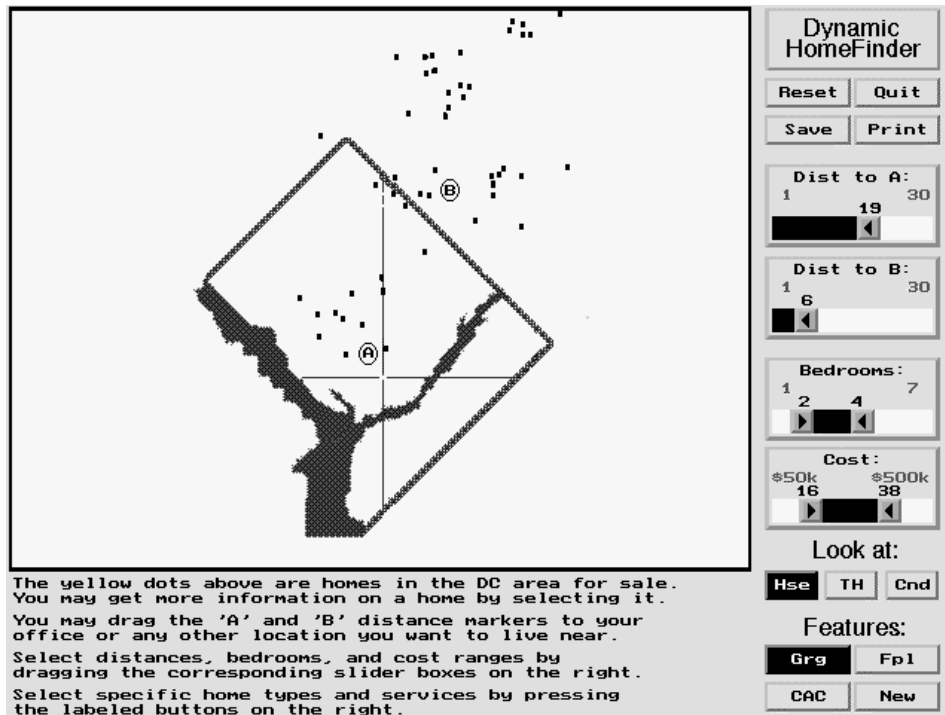 Dynamic
HomeFinder
Reset Quit
Save Print
Dist to A:
1 30
19
Dist to B:
1 30
6
Bedrooms:
1 7
2 4
Cost:
$50k $500k
16 38
Look at:
Hse TH Cnd
Features:
Grg Fpl
CAC New
B
A
The yellow dots above are homes in the DC area for sale.
You may get more information on a home by selecting it.
You may drag the 'A' and 'B' distance markers to your
office or any other location you want to live near.
Select distances, bedrooms, and cost ranges by
dragging the corresponding slider boxes on the right.
Select specific home types and services by pressing
the labeled buttons on the right.